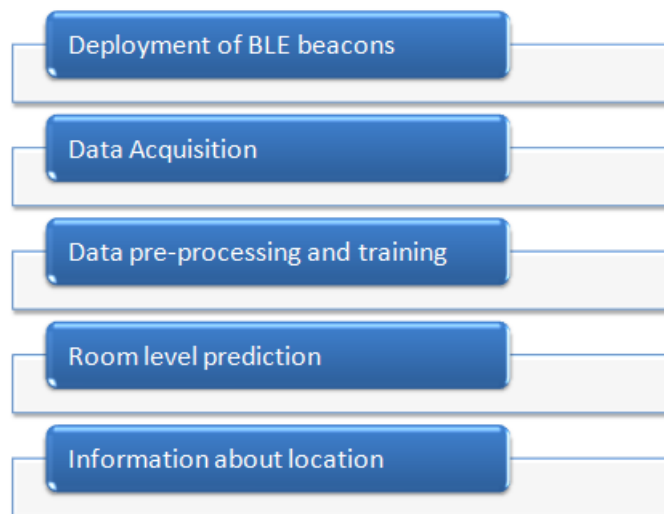 Deployment of BLE beacons
Data Acquisition
Data pre-processing and training
Room level prediction
Information about location